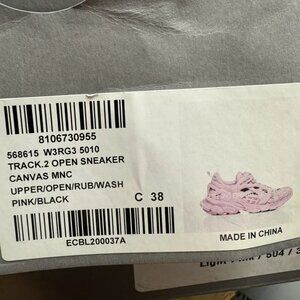 8106730955
568615 W3RG3 5010
TRACK.2 OPEN SNEAKER
CANVAS MNC
UPPER/OPEN/RUB/WASH
PINK/BLACK C 38
ECBL200037A
MADE IN CHINA